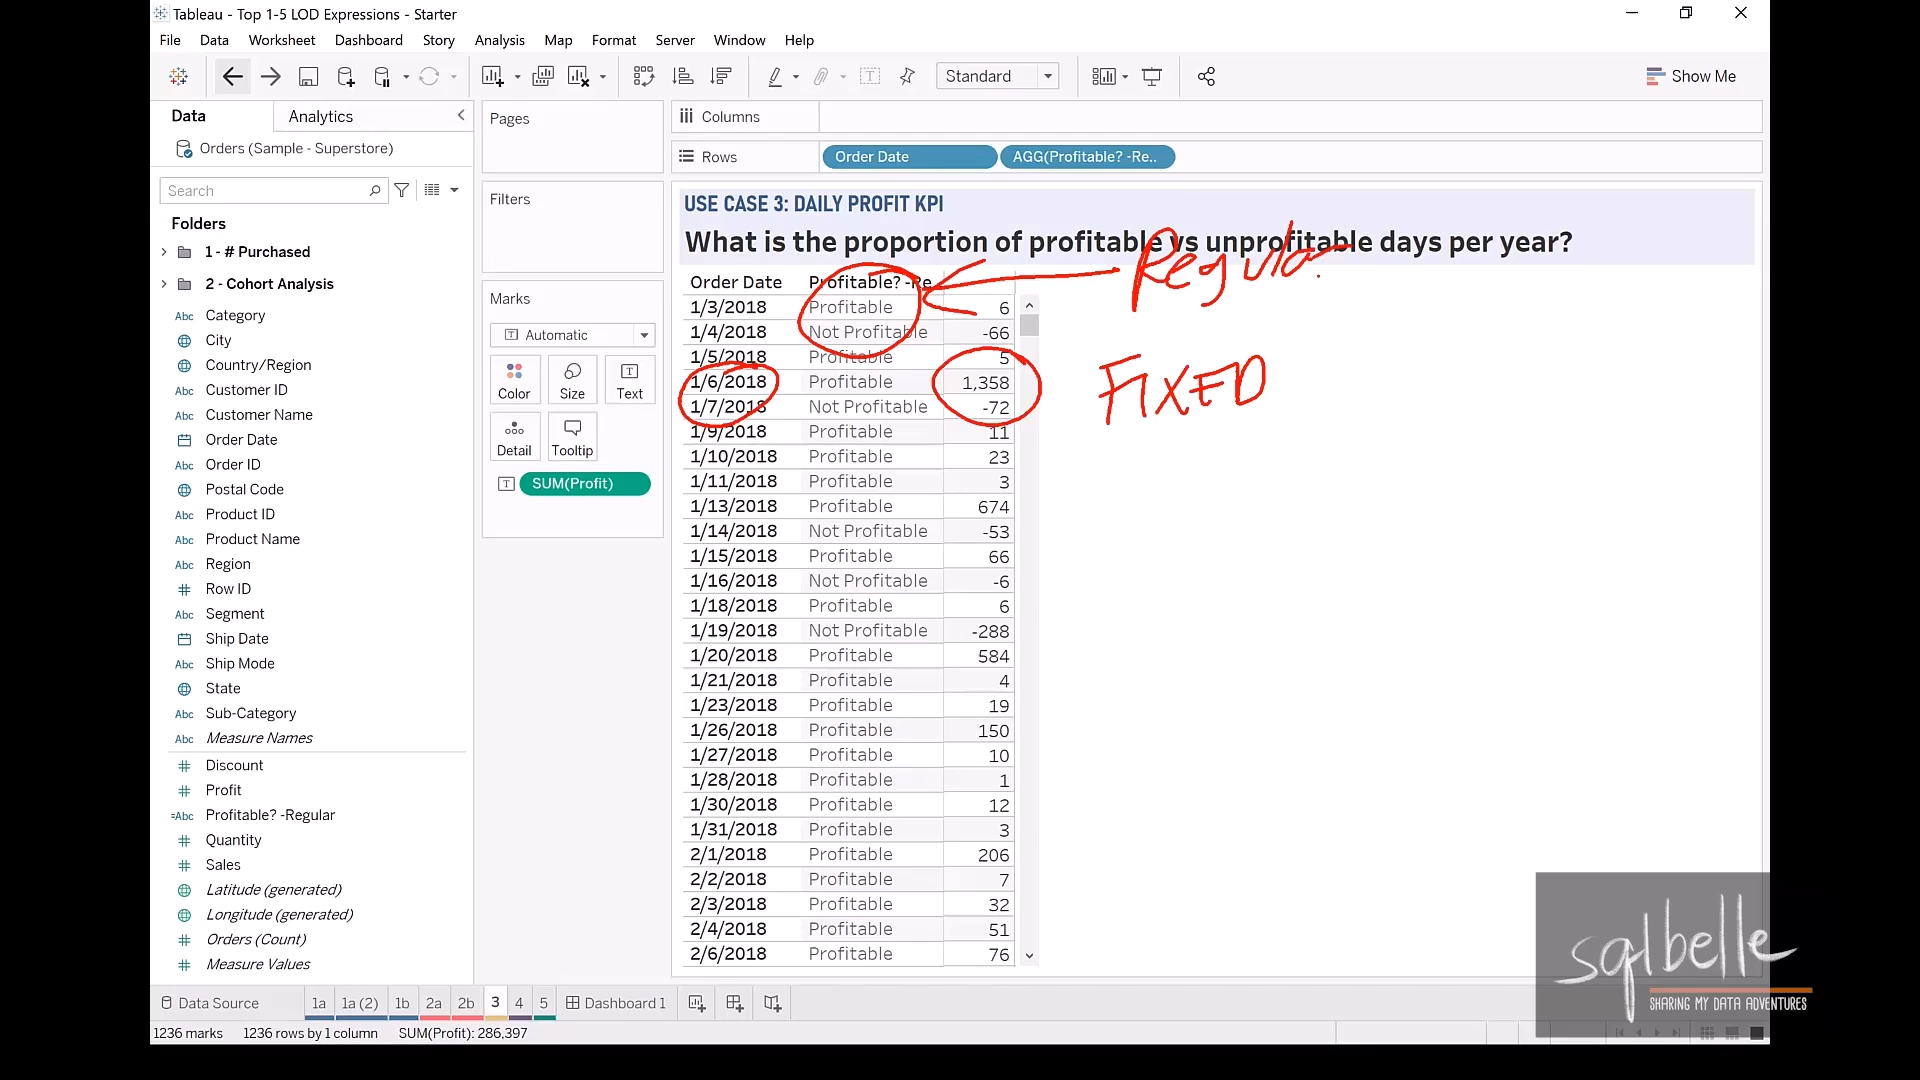 Tableau - Top 1-5 LOD Expressions - Starter
File Data Worksheet Dashboard Story Analysis Map Format Server Window Help
Standard
Show Me
Data Analytics
Orders (Sample - Superstore)
Search
Folders
1 - # Purchased
2 - Cohort Analysis
Abc Category
City
Country/Region
Abc Customer ID
Abc Customer Name
Order Date
Abc Order ID
Postal Code
Abc Product ID
Abc Product Name
Abc Region
# Row ID
Abc Segment
Ship Date
Abc Ship Mode
State
Abc Sub-Category
Abc Measure Names
# Discount
# Profit
=Abc Profitable? -Regular
# Quantity
# Sales
Latitude (generated)
Longitude (generated)
# Orders (Count)
# Measure Values
Pages
Filters
Marks
Automatic
Color Size Text
Detail Tooltip
SUM(Profit)
Columns
Rows Order Date AGG(Profitable? -Re..
USE CASE 3: DAILY PROFIT KPI
What is the proportion of profitable vs unprofitable days per year?
Regular
FIXED
Order Date Profitable? -Re
1/3/2018 Profitable 6
1/4/2018 Not Profitable -66
1/5/2018 Profitable 5
1/6/2018 Profitable 1,358
1/7/2018 Not Profitable -72
1/9/2018 Profitable 11
1/10/2018 Profitable 23
1/11/2018 Profitable 3
1/13/2018 Profitable 674
1/14/2018 Not Profitable -53
1/15/2018 Profitable 66
1/16/2018 Not Profitable -6
1/18/2018 Profitable 6
1/19/2018 Not Profitable -288
1/20/2018 Profitable 584
1/21/2018 Profitable 4
1/23/2018 Profitable 19
1/26/2018 Profitable 150
1/27/2018 Profitable 10
1/28/2018 Profitable 1
1/30/2018 Profitable 12
1/31/2018 Profitable 3
2/1/2018 Profitable 206
2/2/2018 Profitable 7
2/3/2018 Profitable 32
2/4/2018 Profitable 51
2/6/2018 Profitable 76
sqlbelle
SHARING MY DATA ADVENTURES
Data Source 1a 1a (2) 1b 2a 2b 3 4 5 Dashboard 1
1236 marks 1236 rows by 1 column SUM(Profit): 286,397